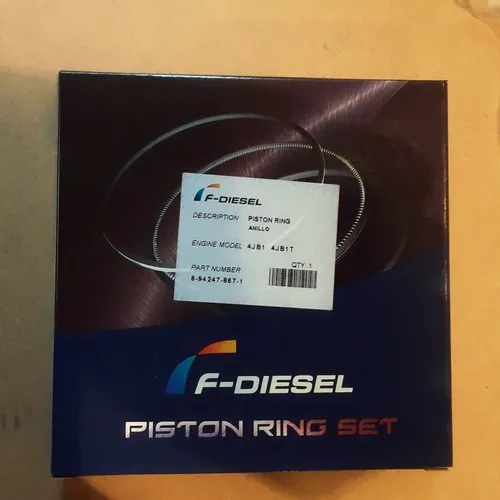 F-DIESEL
DESCRIPTION PISTON RING
ANILLO
ENGINE MODEL 4JB1 4JB1T
QTY 1
PART NUMBER
8-94247-867-1
F-DIESEL
PISTON RING SET